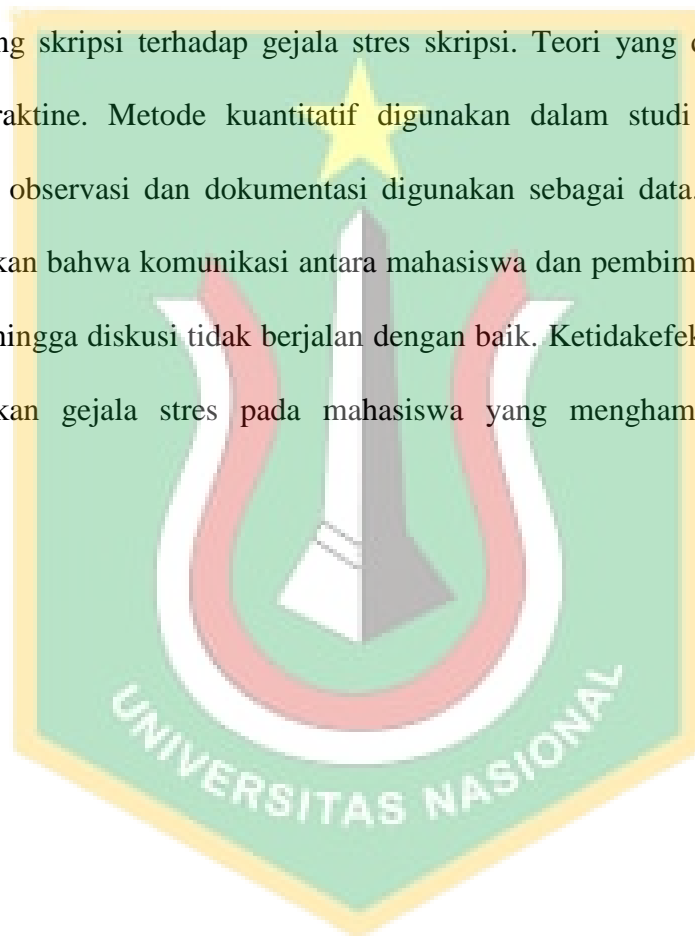 ng skripsi terhadap gejala stres skripsi. Teori yang
raktine. Metode kuantitatif digunakan dalam studi
observasi dan dokumentasi digunakan sebagai data.
kan bahwa komunikasi antara mahasiswa dan pembim
hingga diskusi tidak berjalan dengan baik. Ketidakefek
kan gejala stres pada mahasiswa yang mengham
UNIVERSITAS NASIONAL